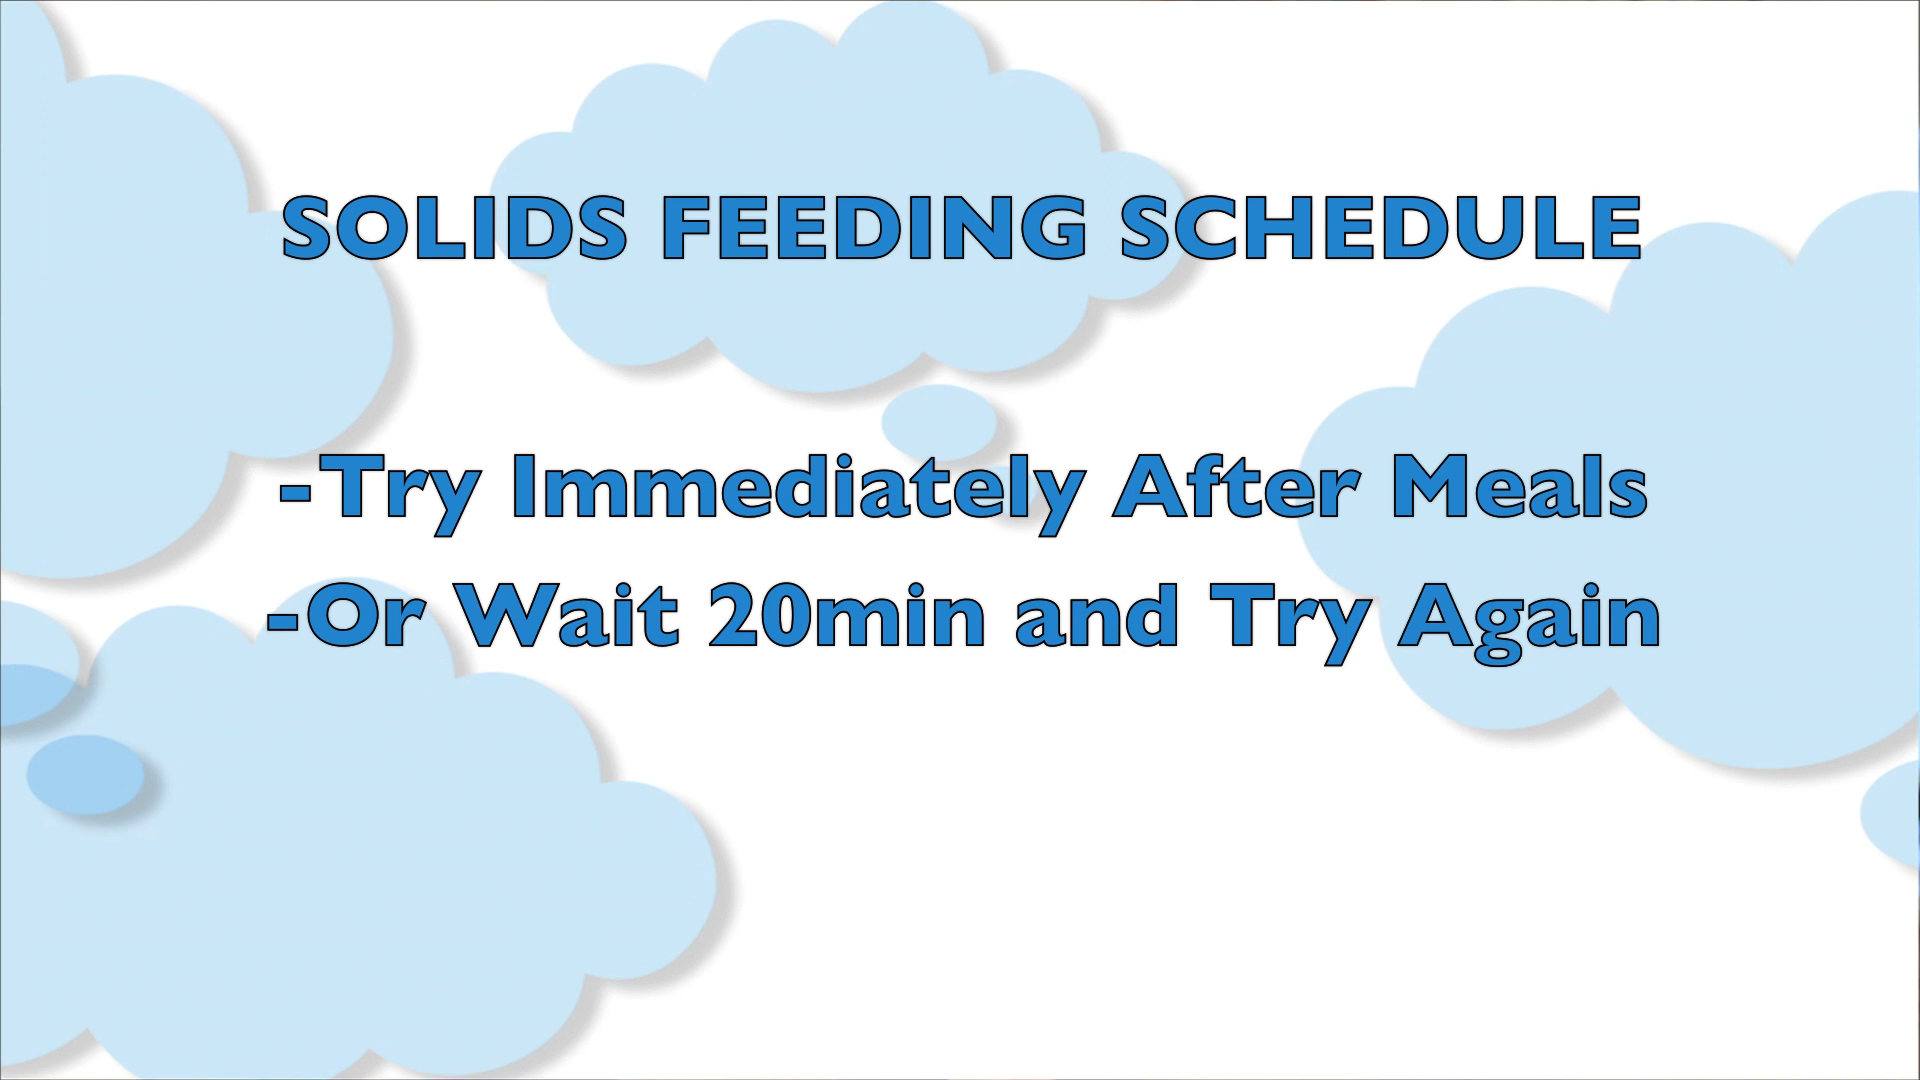 SOLIDS FEEDING SCHEDULE
-Try Immediately After Meals
-Or Wait 20min and Try Again